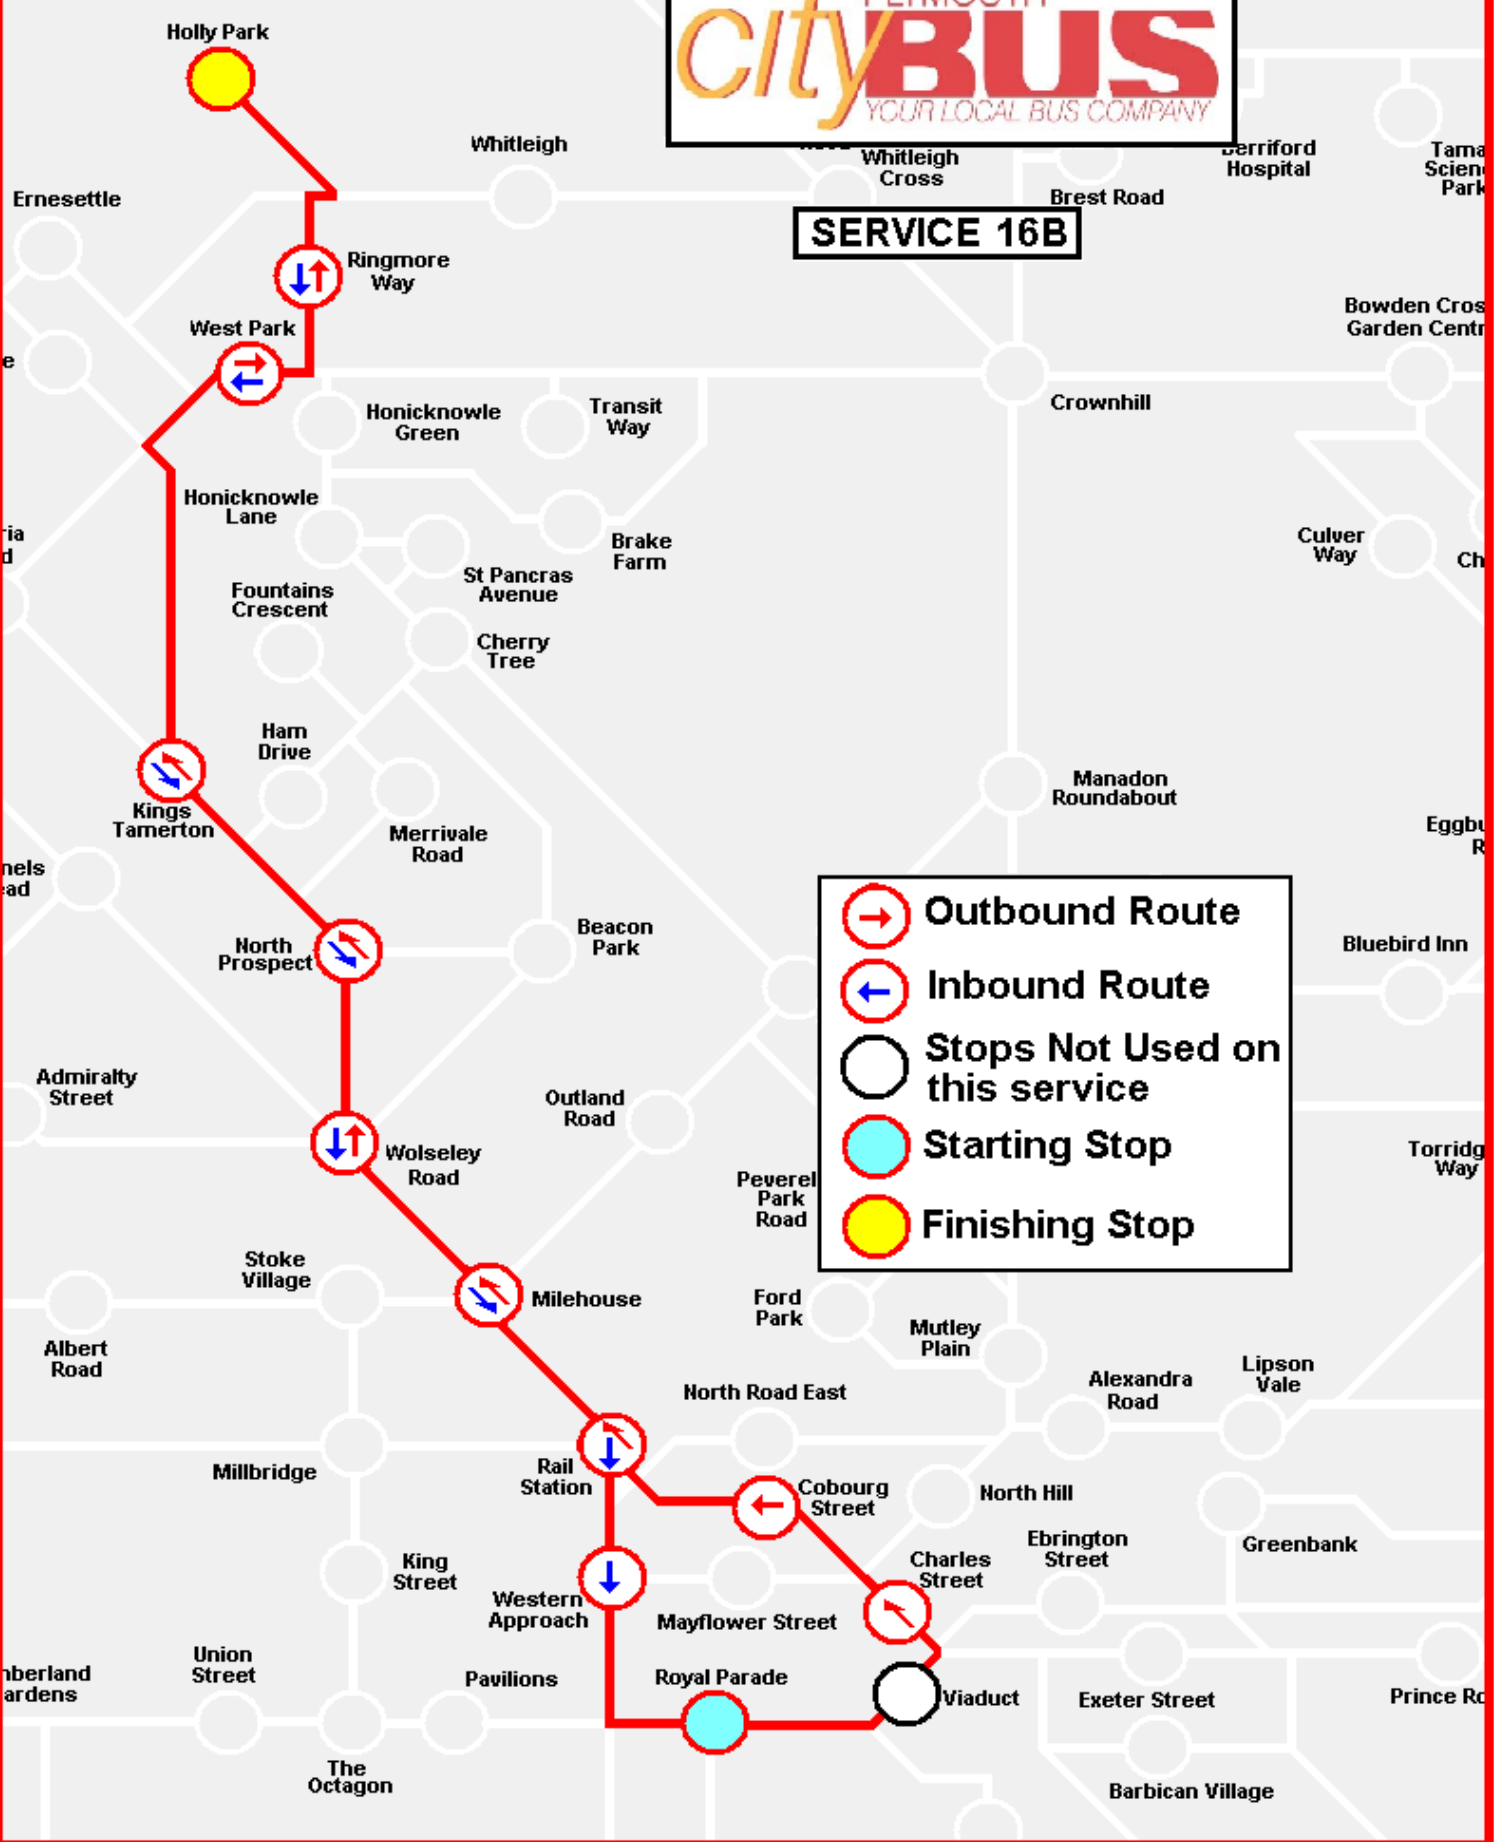 Holly Park
city BUS
YOUR LOCAL BUS COMPANY
Whitleigh
Whitleigh
Cross
Hospital
Brest Road
Ernesettle
SERVICE 16B
Ringmore
Way
West Park
Honicknowle
Green
Transit
Way
Crownhill
Honicknowle
Lane
Brake
Farm
Culver
Way
St Pancras
Avenue
Fountains
Crescent
Cherry
Tree
Ham
Drive
Manadon
Roundabout
Kings
Tamerton
Merrivale
Road
North
Prospect
Beacon
Park
Bluebird Inn
Outbound Route
Inbound Route
Stops Not Used on
this service
Starting Stop
Finishing Stop
Admiralty
Street
Outland
Road
Wolseley
Road
Way
Park
Road
Stoke
Village
Milehouse
Ford
Park
Mutley
Plain
Albert
Road
North Road East
Alexandra
Road
Lipson
Vale
Millbridge
Rail
Station
Cobourg
Street
North Hill
Greenbank
King
Street
Western
Approach
Mayflower Street
Charles
Street
Ebrington
Street
Union
Street
Pavilions
Royal Parade
Viaduct
Exeter Street
Prince
The
Octagon
Barbican Village